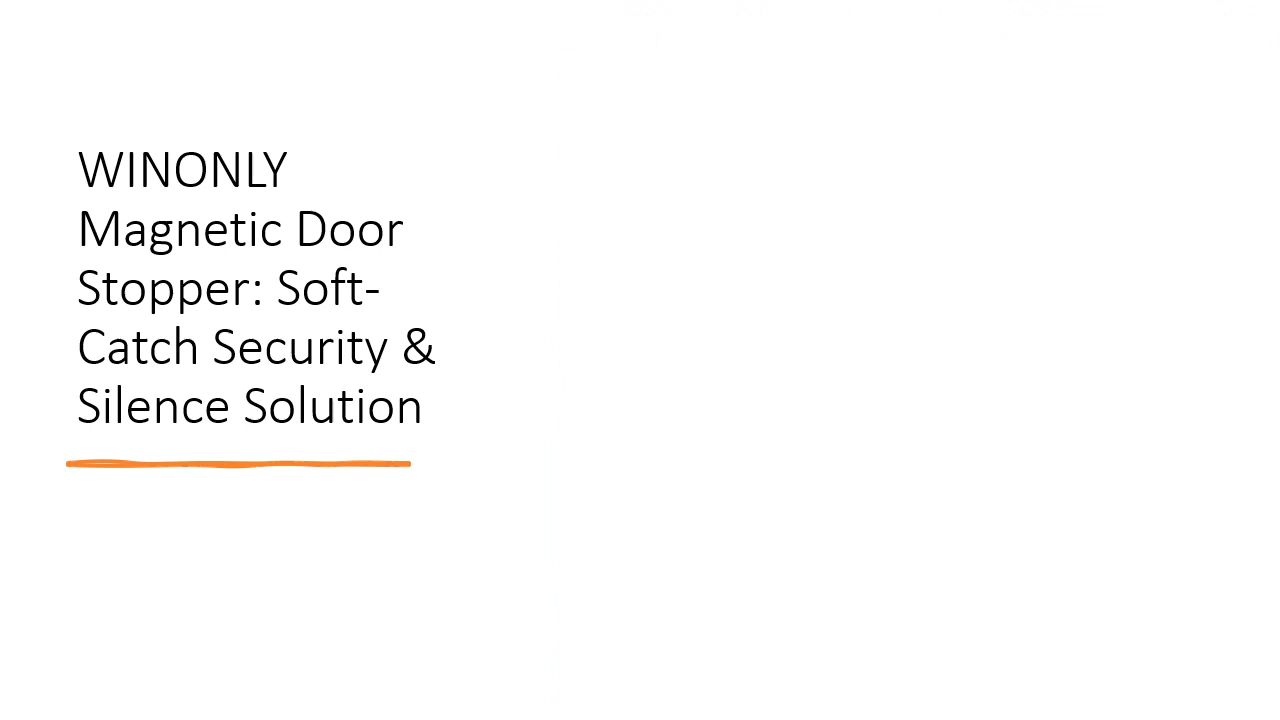 WINONLY
Magnetic Door
Stopper: Soft-
Catch Security &
Silence Solution